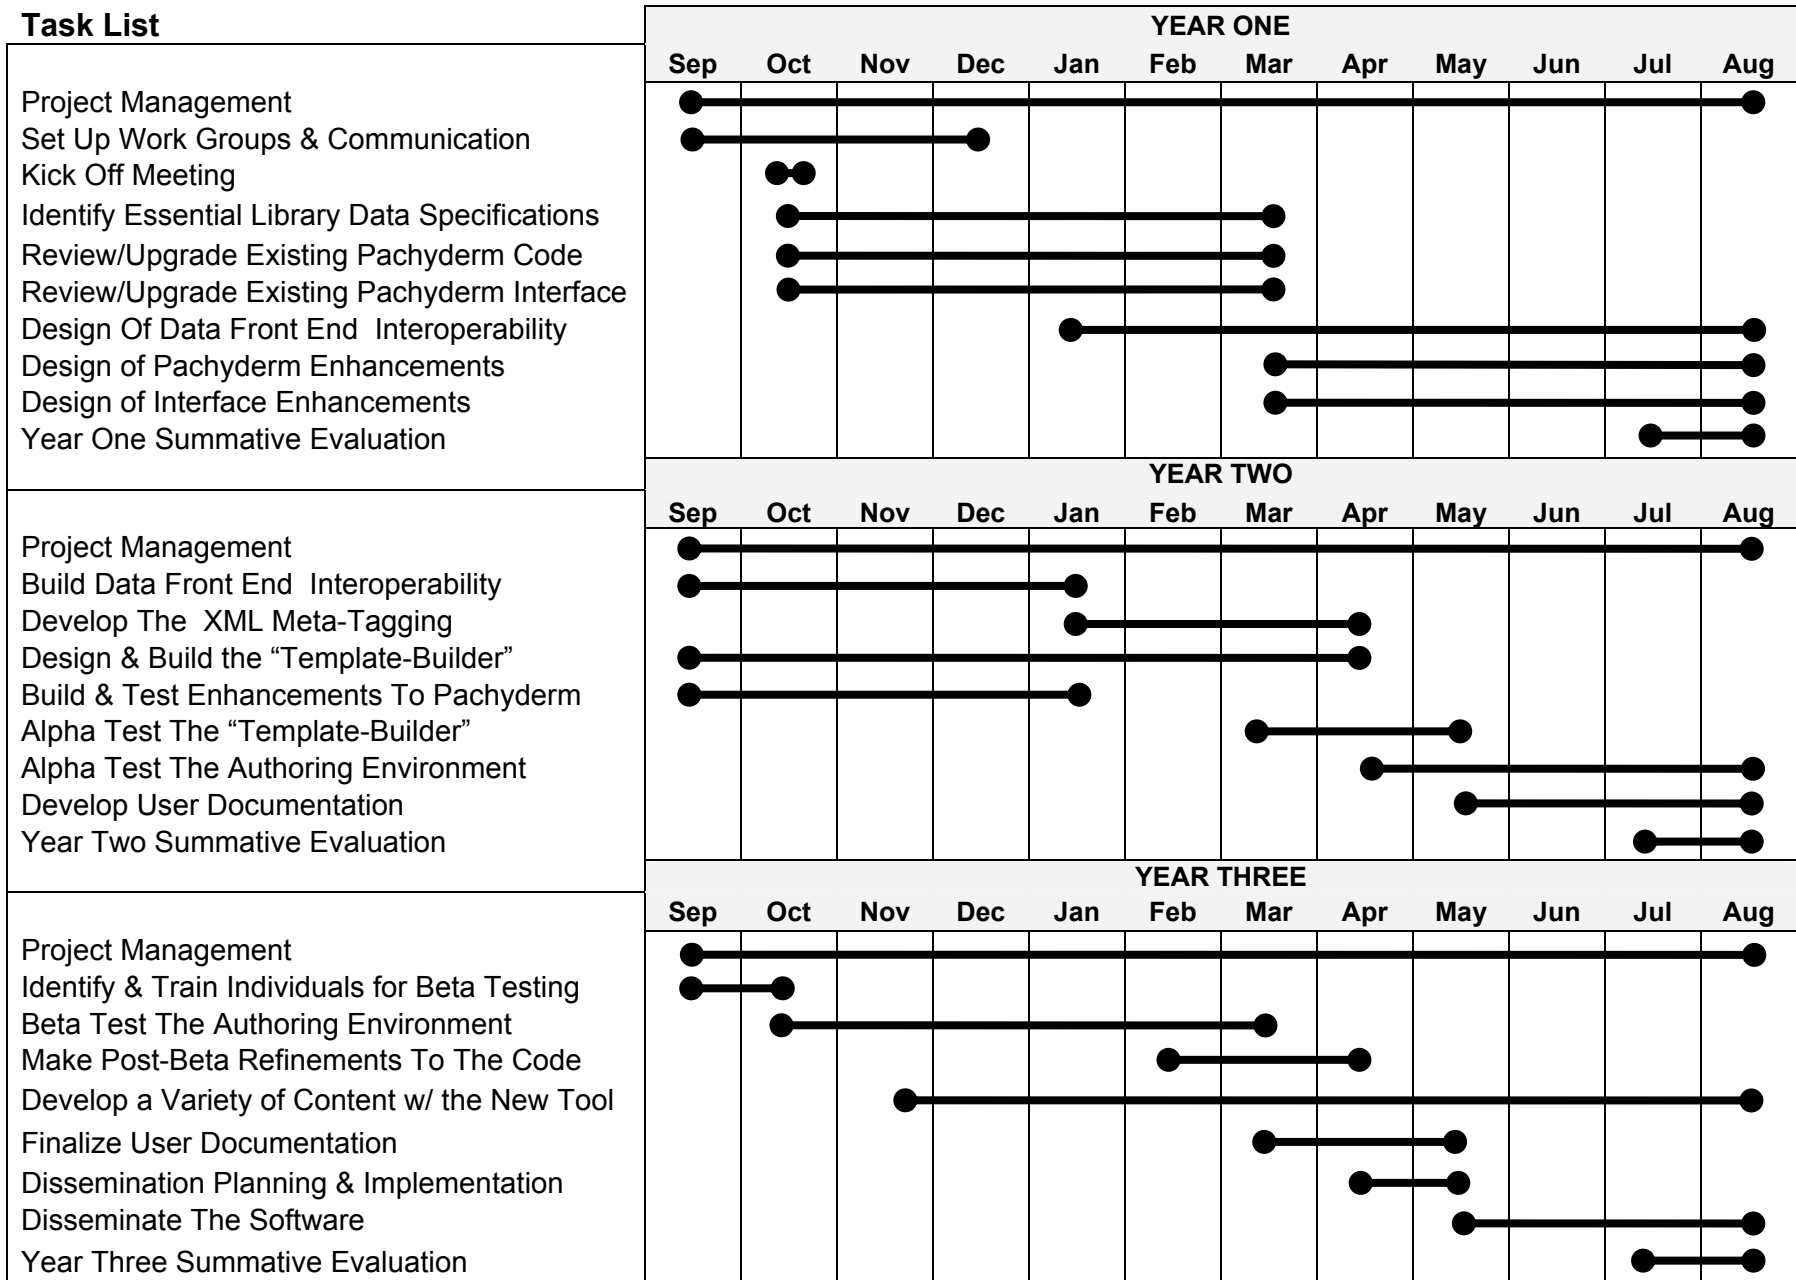 Task List
YEAR ONE
Sep Oct Nov Dec Jan Feb Mar Apr May Jun Jul Aug
Project Management
Set Up Work Groups & Communication
Kick Off Meeting
Identify Essential Library Data Specifications
Review/Upgrade Existing Pachyderm Code
Review/Upgrade Existing Pachyderm Interface
Design Of Data Front End  Interoperability
Design of Pachyderm Enhancements
Design of Interface Enhancements
Year One Summative Evaluation
YEAR TWO
Sep Oct Nov Dec Jan Feb Mar Apr May Jun Jul Aug
Project Management
Build Data Front End  Interoperability
Develop The  XML Meta-Tagging
Design & Build the “Template-Builder”
Build & Test Enhancements To Pachyderm
Alpha Test The “Template-Builder”
Alpha Test The Authoring Environment
Develop User Documentation
Year Two Summative Evaluation
YEAR THREE
Sep Oct Nov Dec Jan Feb Mar Apr May Jun Jul Aug
Project Management
Identify & Train Individuals for Beta Testing
Beta Test The Authoring Environment
Make Post-Beta Refinements To The Code
Develop a Variety of Content w/ the New Tool
Finalize User Documentation
Dissemination Planning & Implementation
Disseminate The Software
Year Three Summative Evaluation